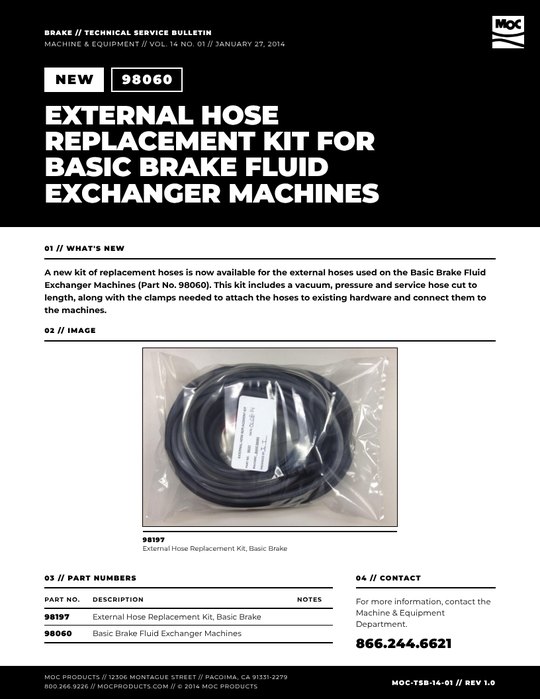 BRAKE // TECHNICAL SERVICE BULLETIN
MACHINE & EQUIPMENT // VOL. 14 NO. 01 // JANUARY 27, 2014
MOC
NEW 98060
EXTERNAL HOSE
REPLACEMENT KIT FOR
BASIC BRAKE FLUID
EXCHANGER MACHINES
01 // WHAT'S NEW
A new kit of replacement hoses is now available for the external hoses used on the Basic Brake Fluid
Exchanger Machines (Part No. 98060). This kit includes a vacuum, pressure and service hose cut to
length, along with the clamps needed to attach the hoses to existing hardware and connect them to
the machines.
02 // IMAGE
98197
External Hose Replacement Kit, Basic Brake
03 // PART NUMBERS
PART NO. DESCRIPTION NOTES
98197 External Hose Replacement Kit, Basic Brake
98060 Basic Brake Fluid Exchanger Machines
04 // CONTACT
For more information, contact the
Machine & Equipment
Department.
866.244.6621
MOC PRODUCTS // 12306 MONTAGUE STREET // PACOIMA, CA 91331-2279
800.266.9226 // MOCPRODUCTS.COM // © 2014 MOC PRODUCTS
MOC-TSB-14-01 // REV 1.0